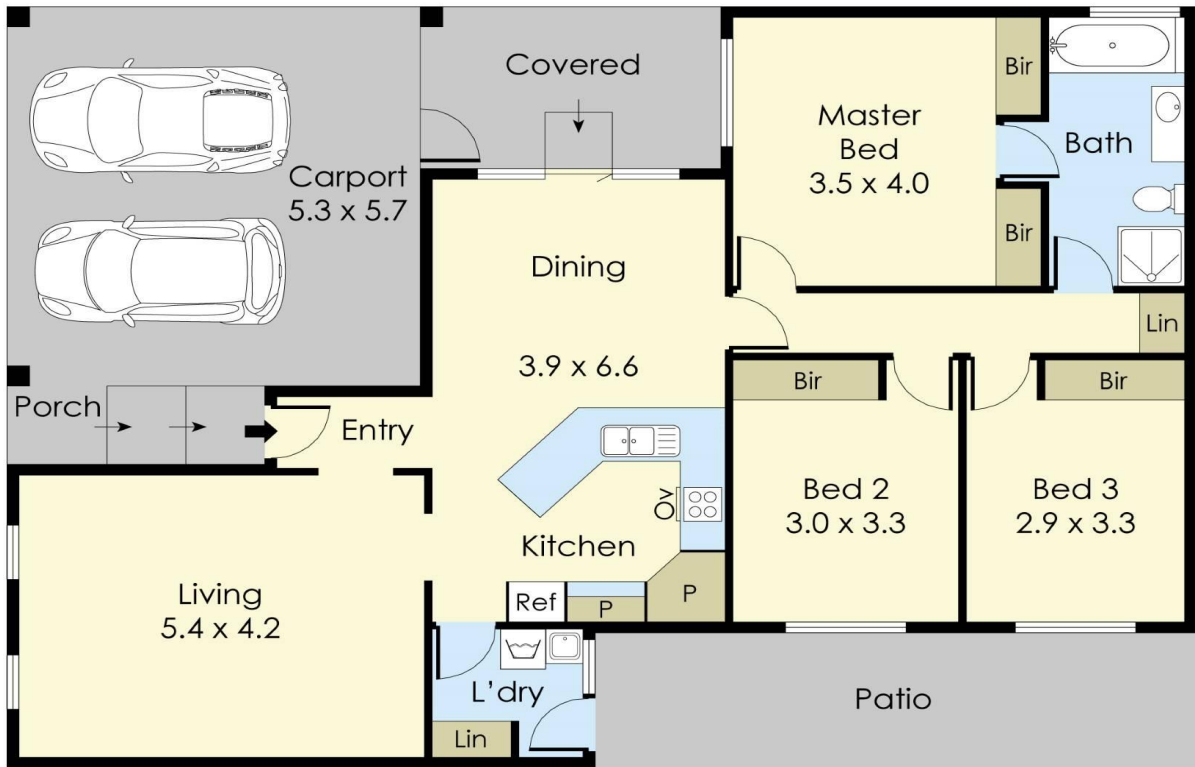 Covered
Carport
5.3 x 5.7
Master
Bed
3.5 x 4.0
Bir
Bir
Bath
Dining
3.9 x 6.6
Lin
Porch
Entry
Bir
Bir
Bed 2
3.0 x 3.3
Bed 3
2.9 x 3.3
Ov
Kitchen
Living
5.4 x 4.2
Ref
P
P
L'dry
Lin
Patio